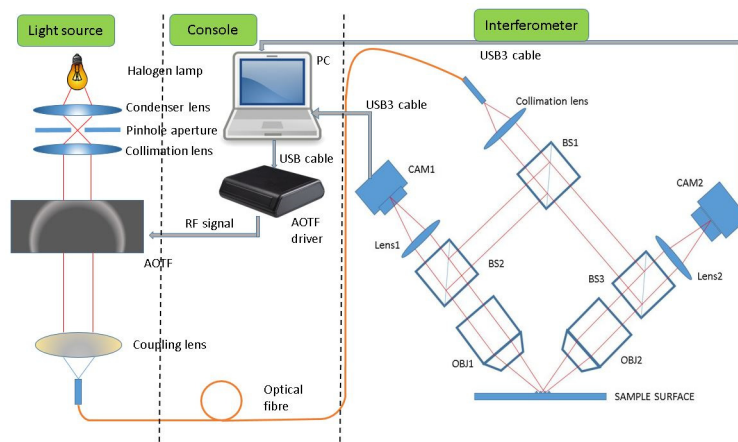 Light source
Console
Interferometer
Halogen lamp
PC
USB3 cable
Condenser lens
Pinhole aperture
Collimation lens
USB3 cable
Collimation lens
BS1
USB cable
CAM1
CAM2
RF signal
AOTF
driver
AOTF
Lens1
BS2
BS3
Lens2
Coupling lens
OBJ1
OBJ2
Optical
fibre
SAMPLE SURFACE